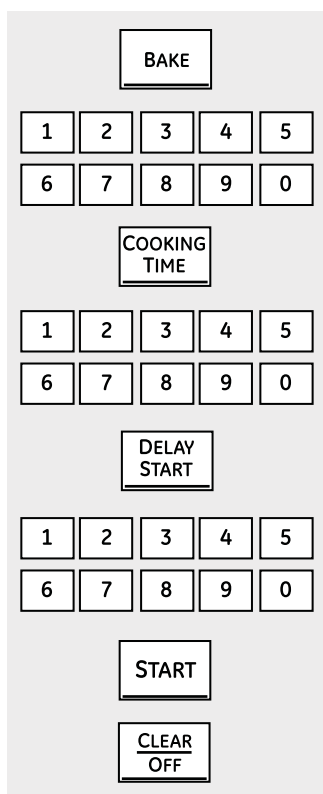 BAKE
1 2 3 4 5
6 7 8 9 0
COOKING
TIME
1 2 3 4 5
6 7 8 9 0
DELAY
START
1 2 3 4 5
6 7 8 9 0
START
CLEAR
OFF